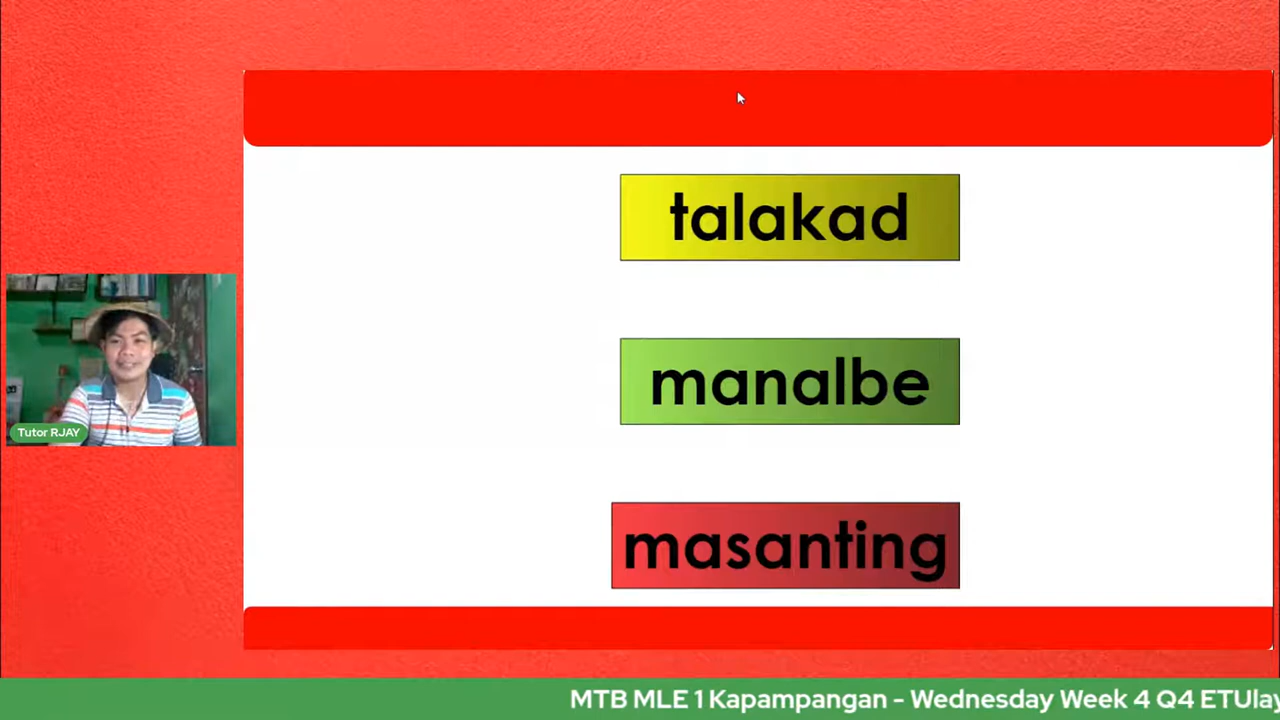 talakad
manalbe
masanting
Tutor RJAY
MTB MLE 1 Kapampangan - Wednesday Week 4 Q4 ETUlay